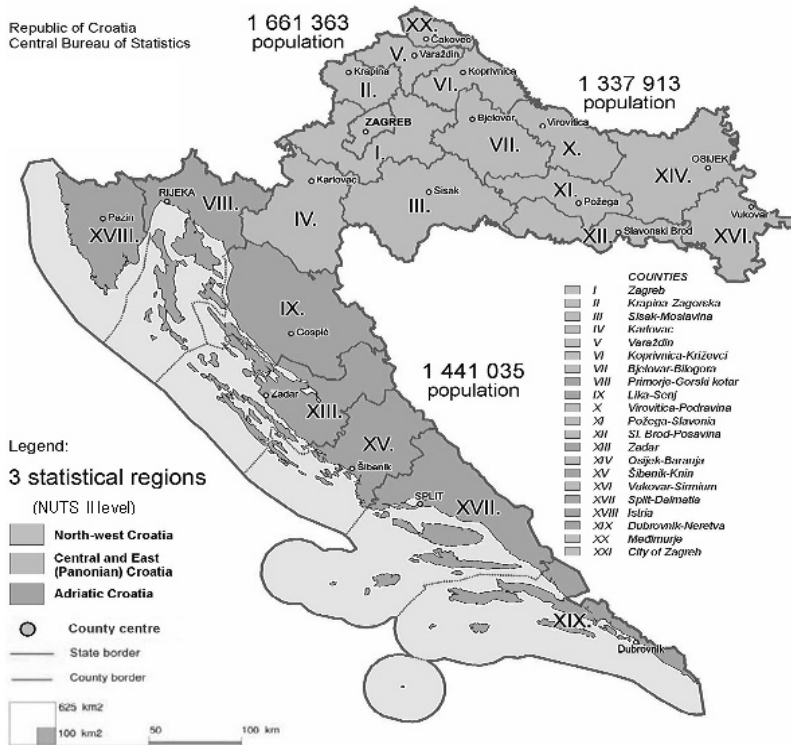 Republic of Croatia
Central Bureau of Statistics
1 661 363
population
1 337 913
population
1 441 035
population
XX.
Čakovec
V.
Varaždin
Krapina
II.
VI.
Koprivnica
ZAGREB
I.
Bjelovar
VII.
Virovitica
X.
OSIJEK
XIV.
Karlovac
IV.
Sisak
III.
XI.
Požega
Vukovar
XVI.
XII.
Slavonski Brod
RIJEKA
VIII.
Pazin
XVIII.
IX.
Gospić
Zadar
XIII.
XV.
Šibenik
SPLIT
XVII.
XIX.
Dubrovnik
COUNTIES
I Zagreb
II Krapina Zagorska
III Sisak-Moslavina
IV Karlovac
V Varaždin
VI Koprivnica-Križevci
VII Bjelovar-Bilogora
VIII Primorje-Gorski kotar
IX Lika-Senj
X Virovitica-Podravina
XI Požega-Slavonia
XII Sl. Brod-Posavina
XIII Zadar
XIV Osijek-Baranja
XV Šibenik-Knin
XVI Vukovar-Sirmium
XVII Split-Dalmatia
XVIII Istria
XIX Dubrovnik-Neretva
XX Međimurje
XXI City of Zagreb
Legend:
3 statistical regions
(NUTS II level)
North-west Croatia
Central and East
(Panonian) Croatia
Adriatic Croatia
County centre
State border
County border
625 km2
100 km2
50
100 km